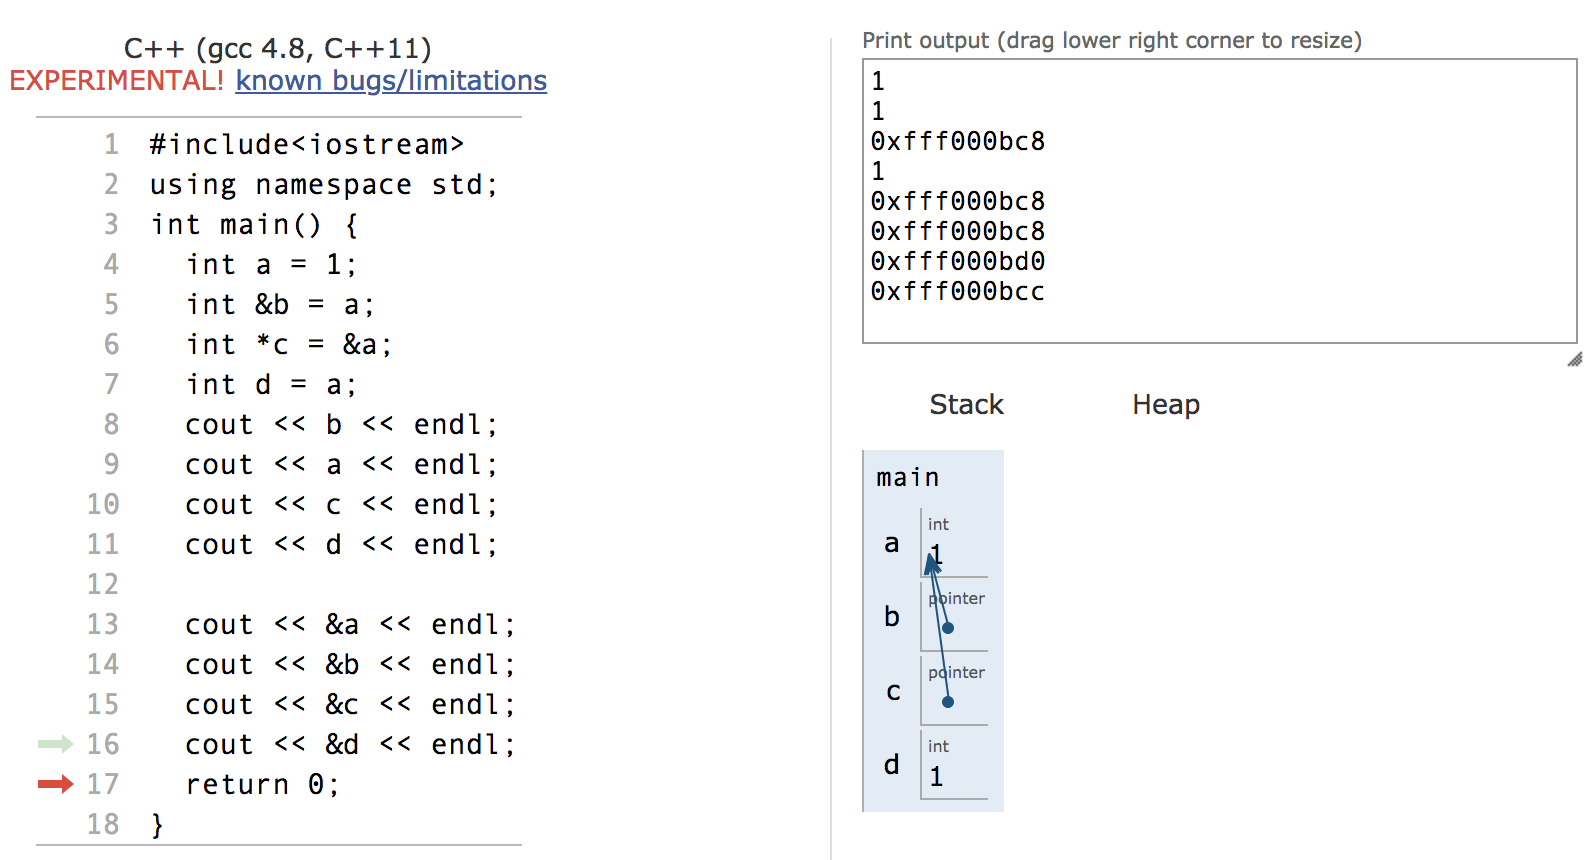 C++ (gcc 4.8, C++11)
EXPERIMENTAL! known bugs/limitations
1 #include<iostream>
2 using namespace std;
3 int main() {
4   int a = 1;
5   int &b = a;
6   int *c = &a;
7   int d = a;
8   cout << b << endl;
9   cout << a << endl;
10   cout << c << endl;
11   cout << d << endl;
12
13   cout << &a << endl;
14   cout << &b << endl;
15   cout << &c << endl;
16   cout << &d << endl;
17   return 0;
18 }
Print output (drag lower right corner to resize)
1
1
0xfff000bc8
1
0xfff000bc8
0xfff000bc8
0xfff000bd0
0xfff000bcc
Stack Heap
main
int
a 1
pointer
b
pointer
c
int
d 1